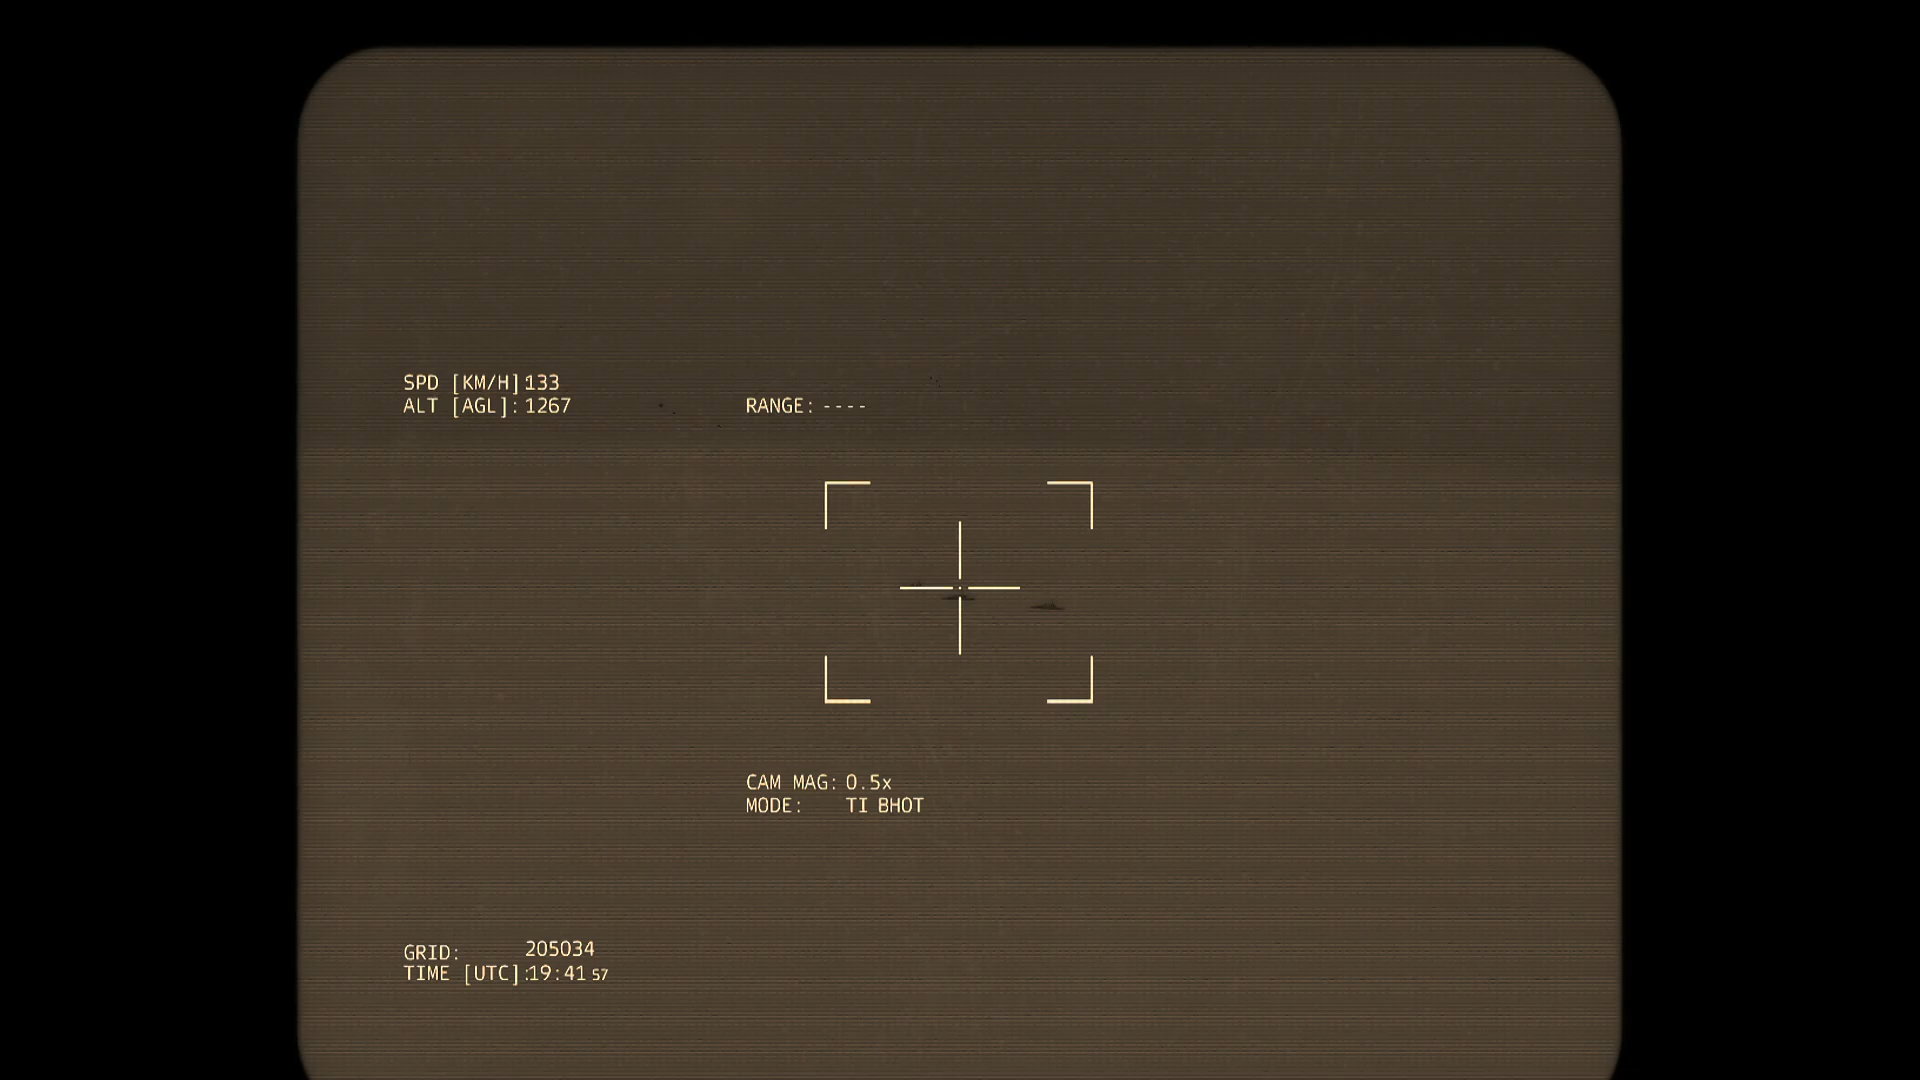 SPD [KM/H]:133
ALT [AGL]: 1267
RANGE: ----
CAM MAG: 0.5x
MODE: TI BHOT
GRID: 205034
TIME [UTC]:19:41 57